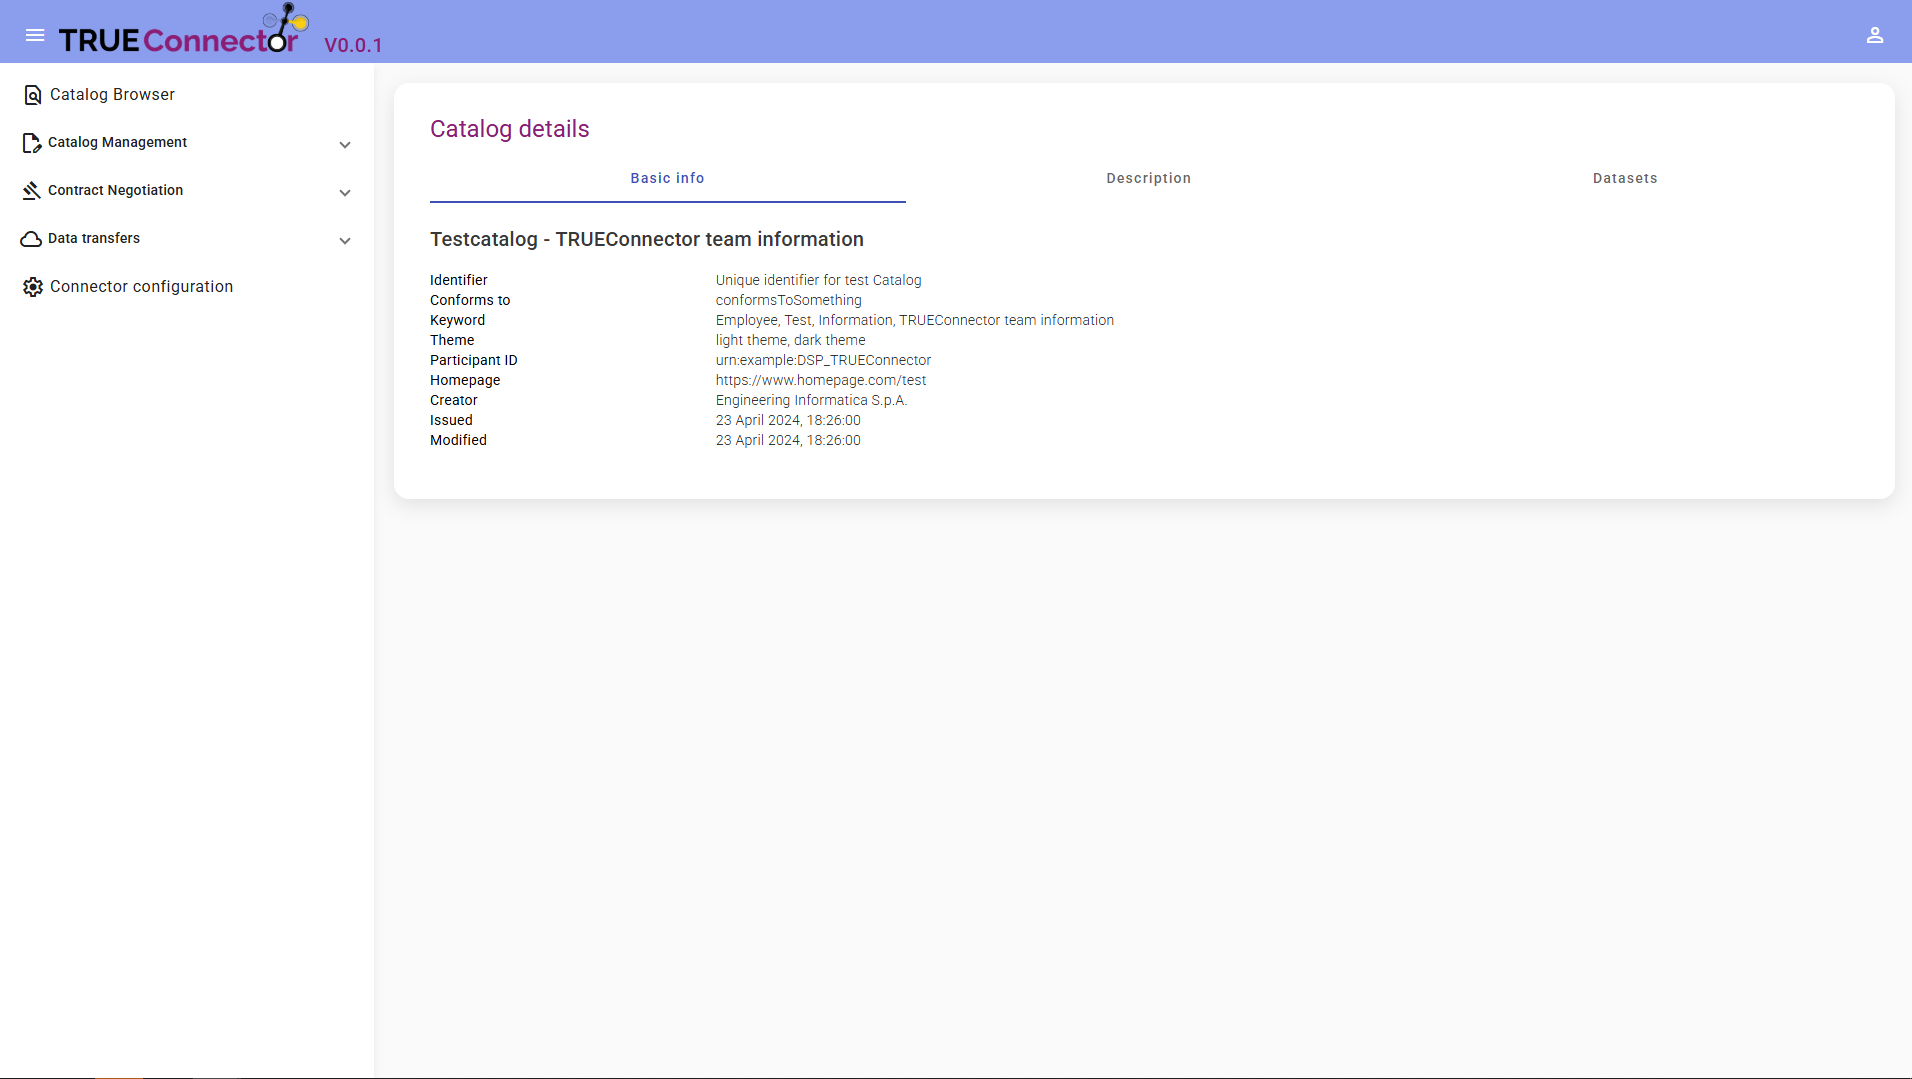 TRUEConnector V0.0.1
Catalog Browser
Catalog Management
Contract Negotiation
Data transfers
Connector configuration
Catalog details
Basic info Description Datasets
Testcatalog - TRUEConnector team information
Identifier Unique identifier for test Catalog
Conforms to conformsToSomething
Keyword Employee, Test, Information, TRUEConnector team information
Theme light theme, dark theme
Participant ID urn:example:DSP_TRUEConnector
Homepage https://www.homepage.com/test
Creator Engineering Informatica S.p.A.
Issued 23 April 2024, 18:26:00
Modified 23 April 2024, 18:26:00